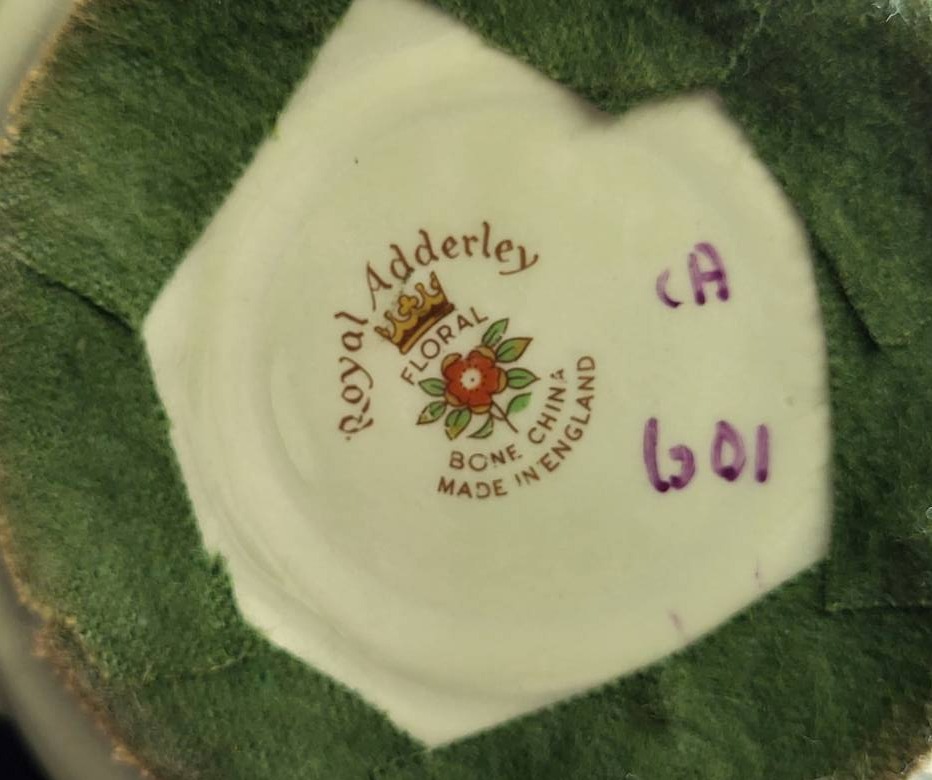 Royal Adderley
FLORAL
BONE CHINA
MADE IN ENGLAND
CA
601